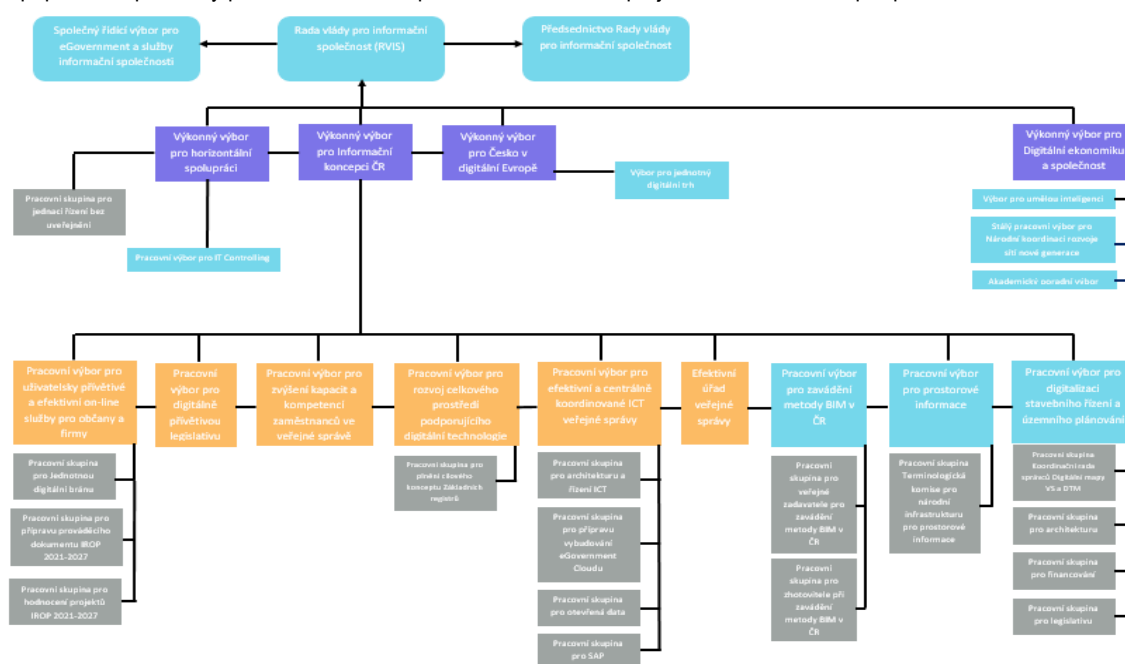 Společný řídící výbor pro
eGovernment a služby
informační společnosti
Rada vlády pro informační
společnost (RVIS)
Předsednictvo Rady vlády
pro informační společnost
Výkonný výbor
pro horizontální
spolupráci
Výkonný výbor
pro Informační
koncepci ČR
Výkonný výbor
pro Česko v
digitální Evropě
Výkonný výbor pro
Digitální ekonomiku
a společnost
Pracovní skupina pro
jednací řízení bez
uveřejnění
Výbor pro jednotný
digitální trh
Výbor pro umělou inteligenci
Stálý pracovní výbor pro
Národní koordinaci rozvoje
sítí nové generace
Akademický poradní výbor
Pracovní výbor pro IT Controlling
Pracovní výbor pro
uživatelsky přívětivé
a efektivní on-line
služby pro občany a
firmy
Pracovní
výbor pro
digitálně
přívětivou
legislativu
Pracovní výbor pro
zvýšení kapacit a
kompetencí
zaměstnanců ve
veřejné správě
Pracovní výbor pro
rozvoj celkového
prostředí
podporujícího
digitální technologie
Pracovní výbor pro
efektivní a centrálně
koordinované ICT
veřejné správy
Efektivní
úřad
veřejné
správy
Pracovní výbor
pro zavádění
metody BIM v
ČR
Pracovní výbor
pro prostorové
informace
Pracovní výbor pro
digitalizaci
stavebního řízení a
územního plánování
Pracovní skupina
pro Jednotnou
digitální bránu
Pracovní skupina pro
přípravu prováděcího
dokumentu IROP
2021-2027
Pracovní skupina pro
hodnocení projektů
IROP 2021-2027
Pracovní skupina pro
plnění cílového
konceptu Základních
registrů
Pracovní skupina
pro architekturu a
řízení ICT
Pracovní skupina
pro přípravu
vybudování
eGovernment
Cloudu
Pracovní skupina
pro otevřená data
Pracovní skupina
pro SAP
Pracovní
skupina pro
veřejné
zadavatele pro
zavádění
metody BIM v
ČR
Pracovní
skupina pro
zhotovitele při
zavádění
metody BIM v
ČR
Pracovní skupina
Terminologická
komise pro
národní
infrastrukturu
pro prostorové
informace
Pracovní skupina
Koordinační rada
správců Digitální mapy
VS a DTM
Pracovní skupina
pro architekturu
Pracovní skupina
pro financování
Pracovní skupina
pro legislativu